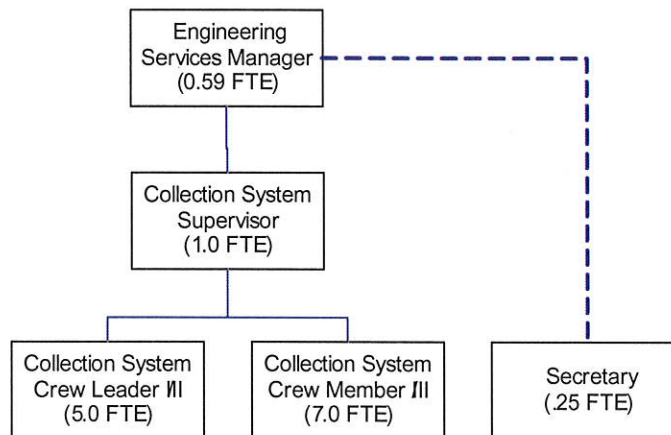 Engineering
Services Manager
(0.59 FTE)
Collection System
Supervisor
(1.0 FTE)
Collection System
Crew Leader I/II
(5.0 FTE)
Collection System
Crew Member I/II
(7.0 FTE)
Secretary
(.25 FTE)